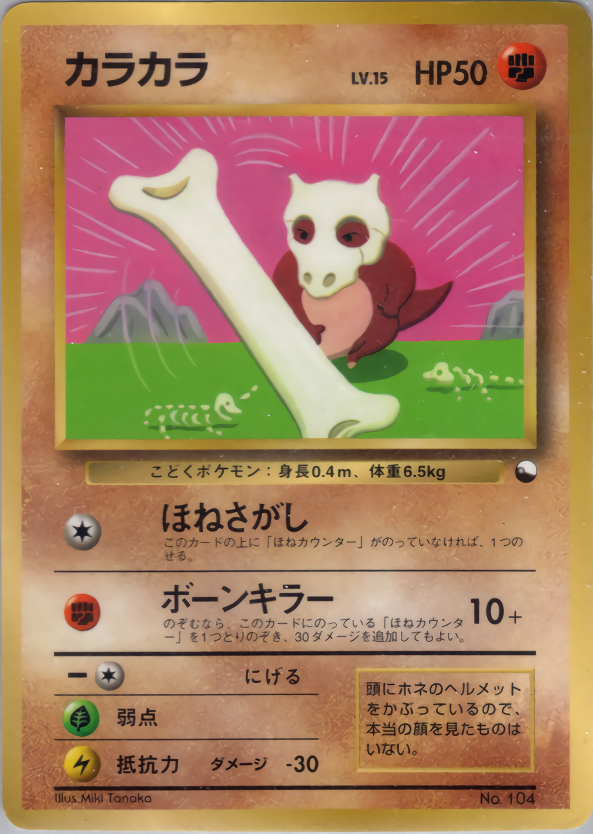 カラカラ LV.15 HP50
こどくポケモン：身長0.4m、体重6.5kg
ほねさがし
このカードの上に「ほねカウンター」がのっていなければ、1つの
せる。
ボーンキラー 10+
のぞむなら、このカードにのっている「ほねカウンタ
ー」を1つとりのぞき、30ダメージを追加してもよい。
ー にげる
弱点
抵抗力 ダメージ -30
頭にホネのヘルメット
をかぶっているので、
本当の顔を見たものは
いない。
Illus.Miki Tanaka No. 104